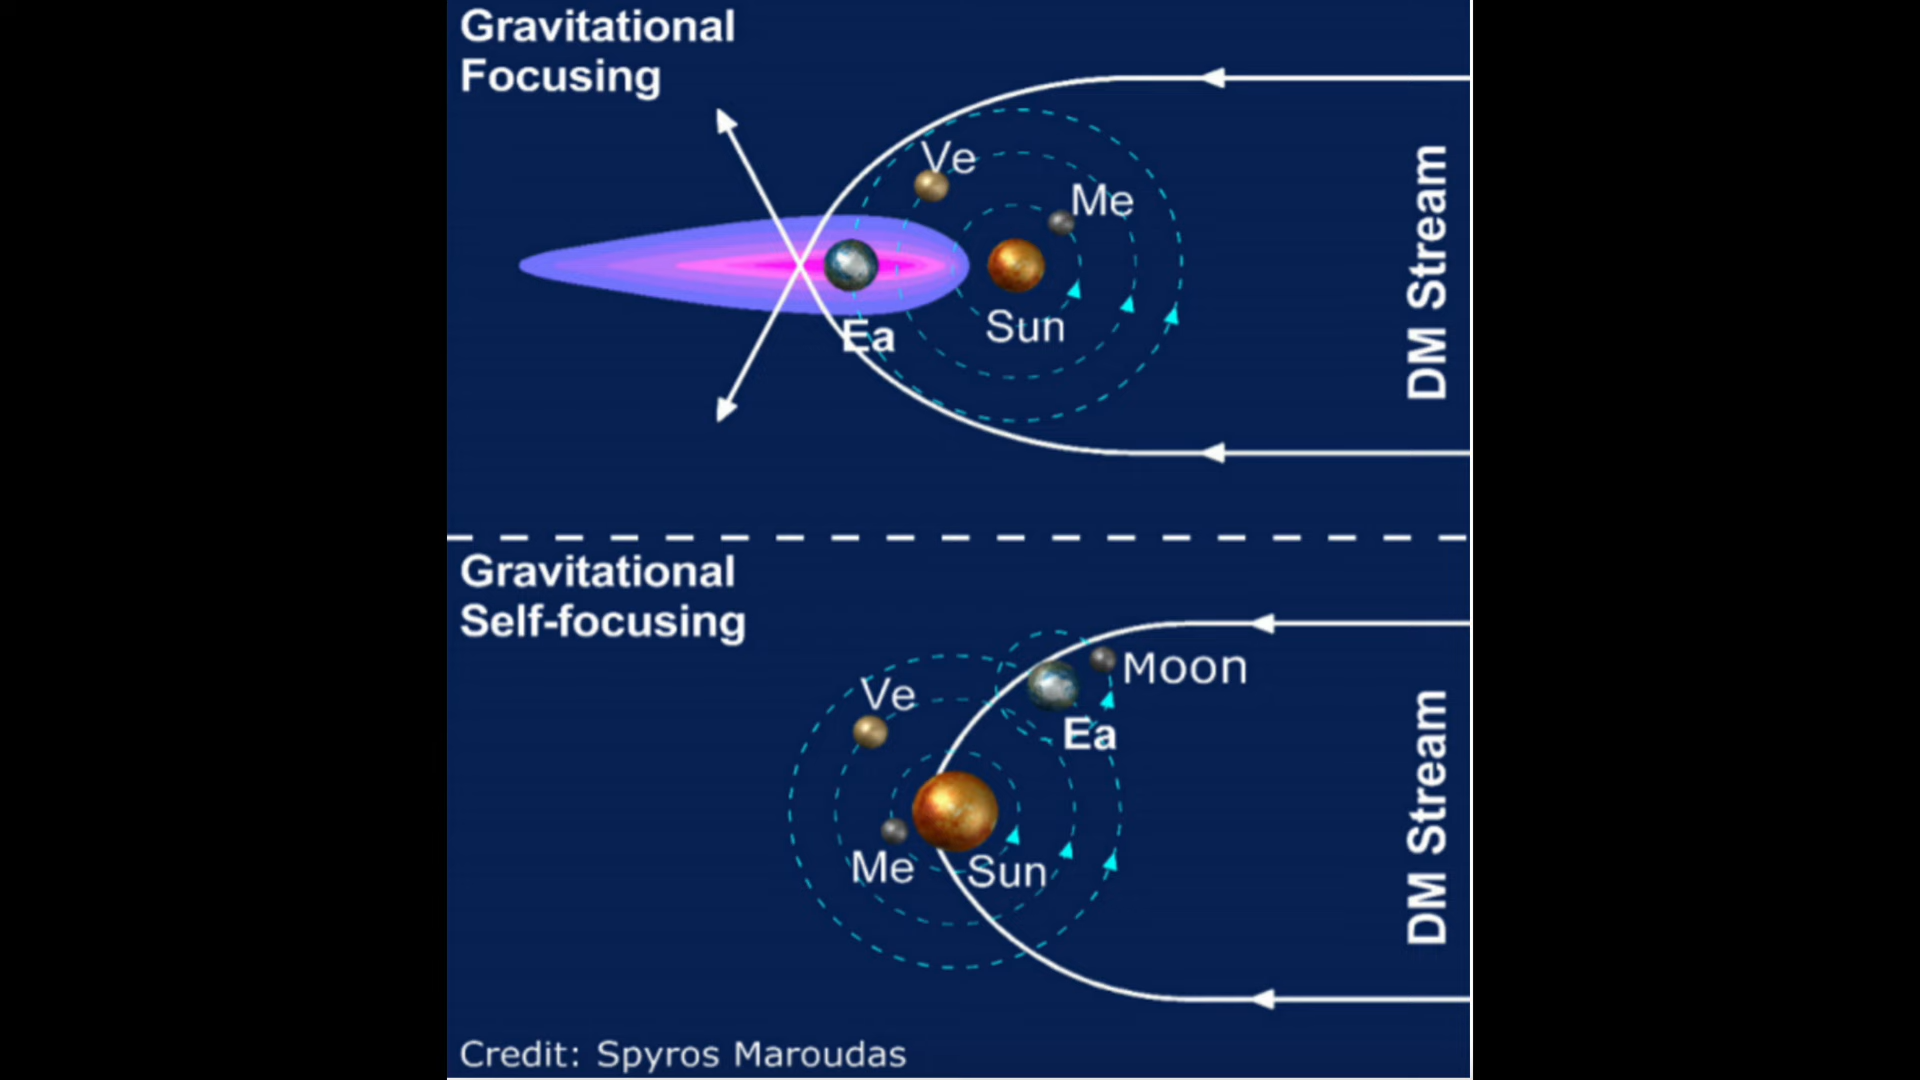 Gravitational
Focusing
Ve
Me
Sun
Ea
DM Stream
Gravitational
Self-focusing
Moon
Ve
Ea
Me
Sun
DM Stream
Credit: Spyros Maroudas